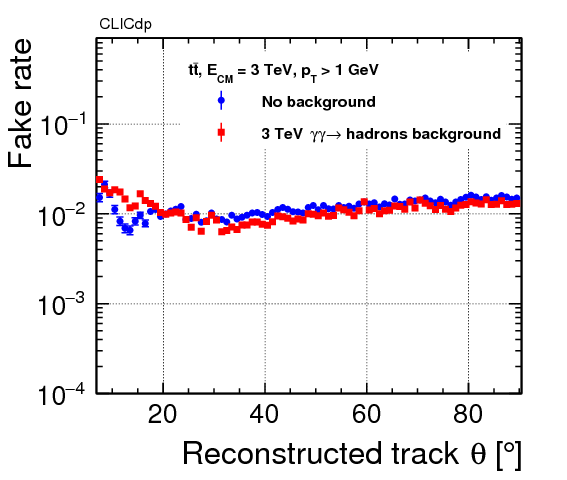 CLICdp
Fake rate
tt̄, E_CM = 3 TeV, p_T > 1 GeV
No background
3 TeV γγ→ hadrons background
10⁻¹
10⁻²
10⁻³
10⁻⁴
20 40 60 80
Reconstructed track θ [°]